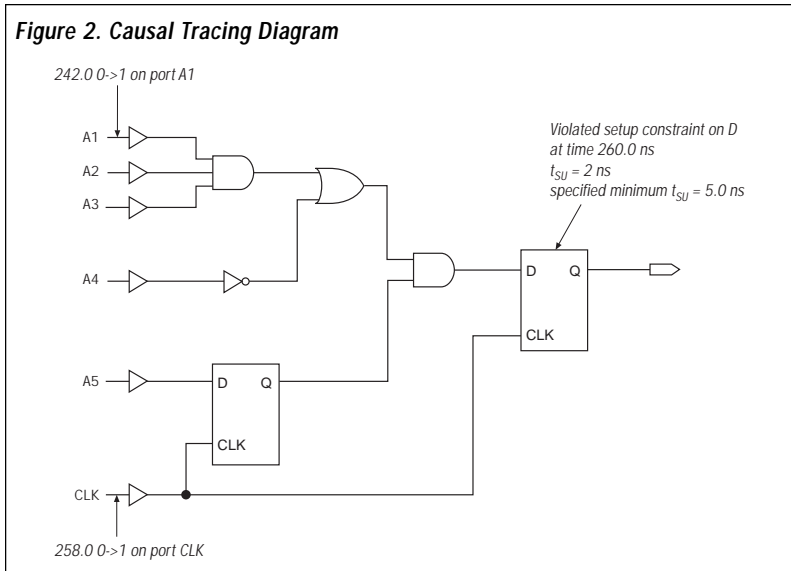 Figure 2. Causal Tracing Diagram
242.0 0->1 on port A1
A1
A2
A3
A4
A5
CLK
258.0 0->1 on port CLK
D Q
CLK
Violated setup constraint on D
at time 260.0 ns
tSU = 2 ns
specified minimum tSU = 5.0 ns
D Q
CLK